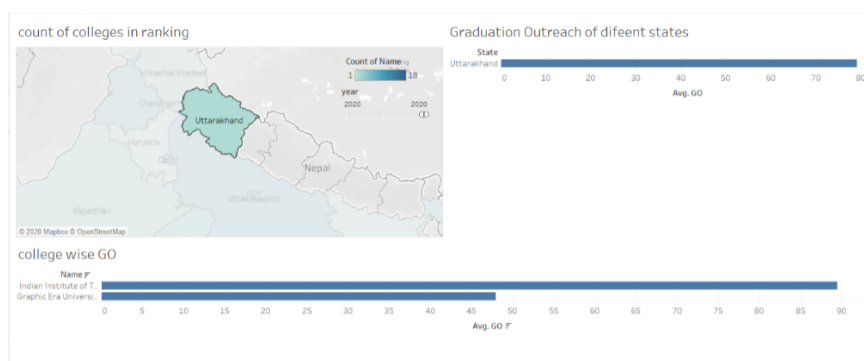 count of colleges in ranking
Himachal Pradesh
Chandigarh
Haryana
Delhi
Rajasthan
Uttarakhand
Uttar Pradesh
Nepal
Count of Name
1 18
year
2020 2020
© 2020 Mapbox © OpenStreetMap
Graduation Outreach of difeent states
State
Uttarakhand
0 10 20 30 40 50 60 70 80
Avg. GO
college wise GO
Name
Indian Institute of T..
Graphic Era Universi..
0 5 10 15 20 25 30 35 40 45 50 55 60 65 70 75 80 85 90
Avg. GO